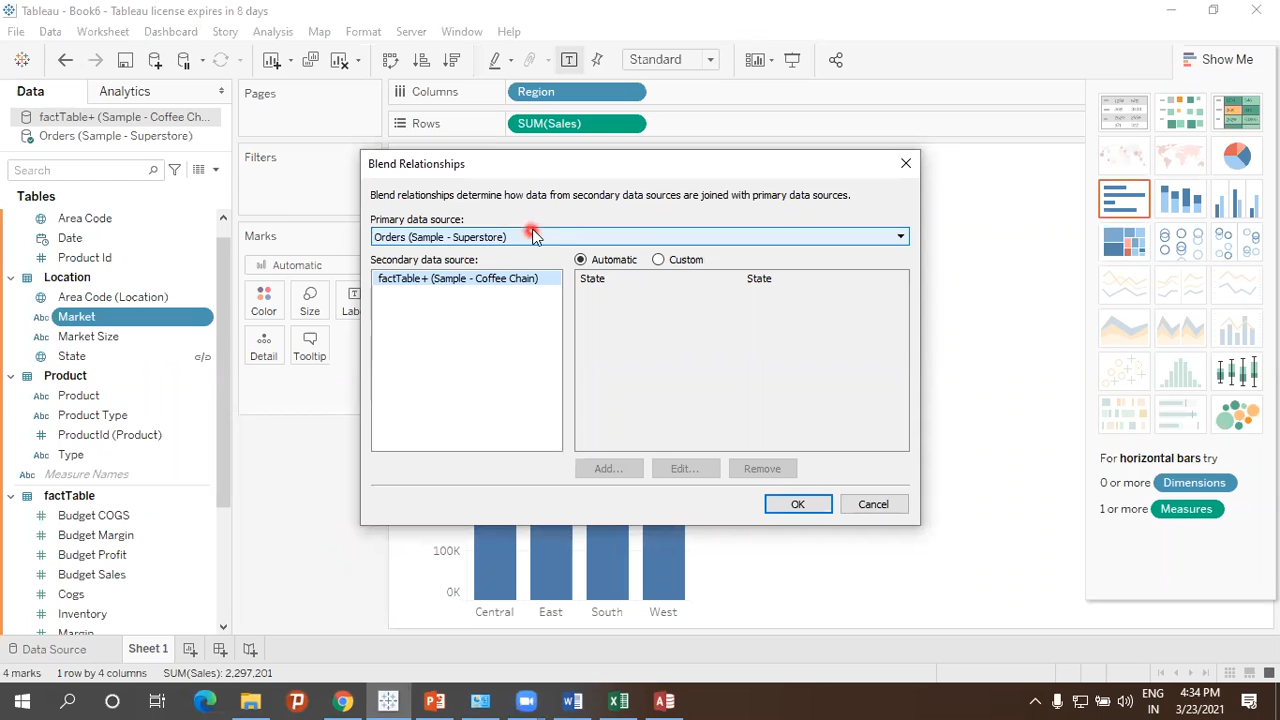 Tableau - Book6 - Tableau license expires in 8 days
File Data Worksheet Dashboard Story Analysis Map Format Server Window Help
Standard
Show Me
Data Analytics
factTable+ (Sample - Coffee Ch...
Orders (Sample - Superstore)
Search
Tables
Area Code
Date
Product Id
Location
Area Code (Location)
Abc Market
Abc Market Size
State
Product
Abc Product
Abc Product Type
ProductId (Product)
Abc Type
Abc Measure Names
factTable
Budget COGS
Budget Margin
Budget Profit
Budget Sales
Cogs
Inventory
Pages
Filters
Marks
Automatic
Color Size
Detail Tooltip
Columns Region
Rows SUM(Sales)
Blend Relationships
Blend relationships determine how data from secondary data sources are joined with primary data sources.
Primary data source:
Orders (Sample - Superstore)
Secondary data source:
Automatic Custom
factTable+ (Sample - Coffee Chain)
State State
Add... Edit... Remove
OK Cancel
100K
0K
Central East South West
For horizontal bars try
0 or more Dimensions
1 or more Measures
Data Source Sheet 1
4 marks 1 row by 4 columns SUM(Sales): 2,297,201
ENG
IN
4:34 PM
3/23/2021